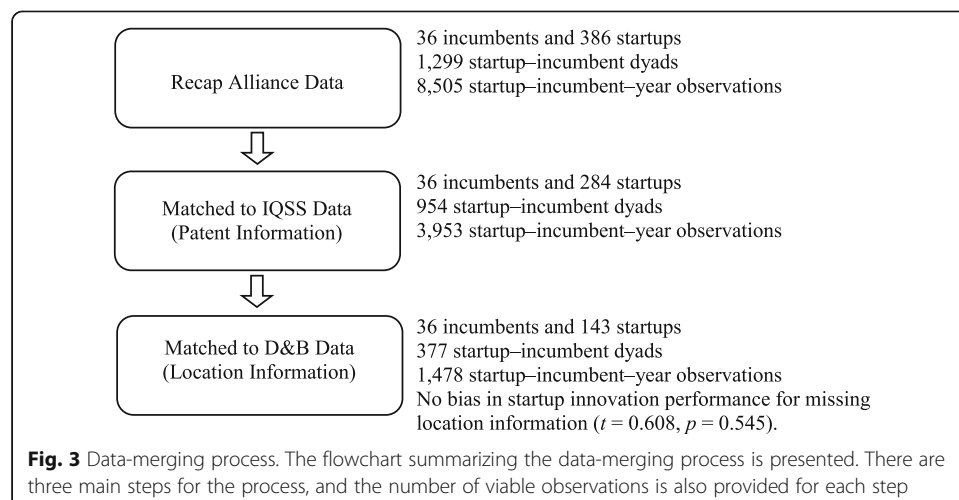 Recap Alliance Data
36 incumbents and 386 startups
1,299 startup–incumbent dyads
8,505 startup–incumbent–year observations
Matched to IQSS Data
(Patent Information)
36 incumbents and 284 startups
954 startup–incumbent dyads
3,953 startup–incumbent–year observations
Matched to D&B Data
(Location Information)
36 incumbents and 143 startups
377 startup–incumbent dyads
1,478 startup–incumbent–year observations
No bias in startup innovation performance for missing
location information (t = 0.608, p = 0.545).
Fig. 3 Data-merging process. The flowchart summarizing the data-merging process is presented. There are
three main steps for the process, and the number of viable observations is also provided for each step